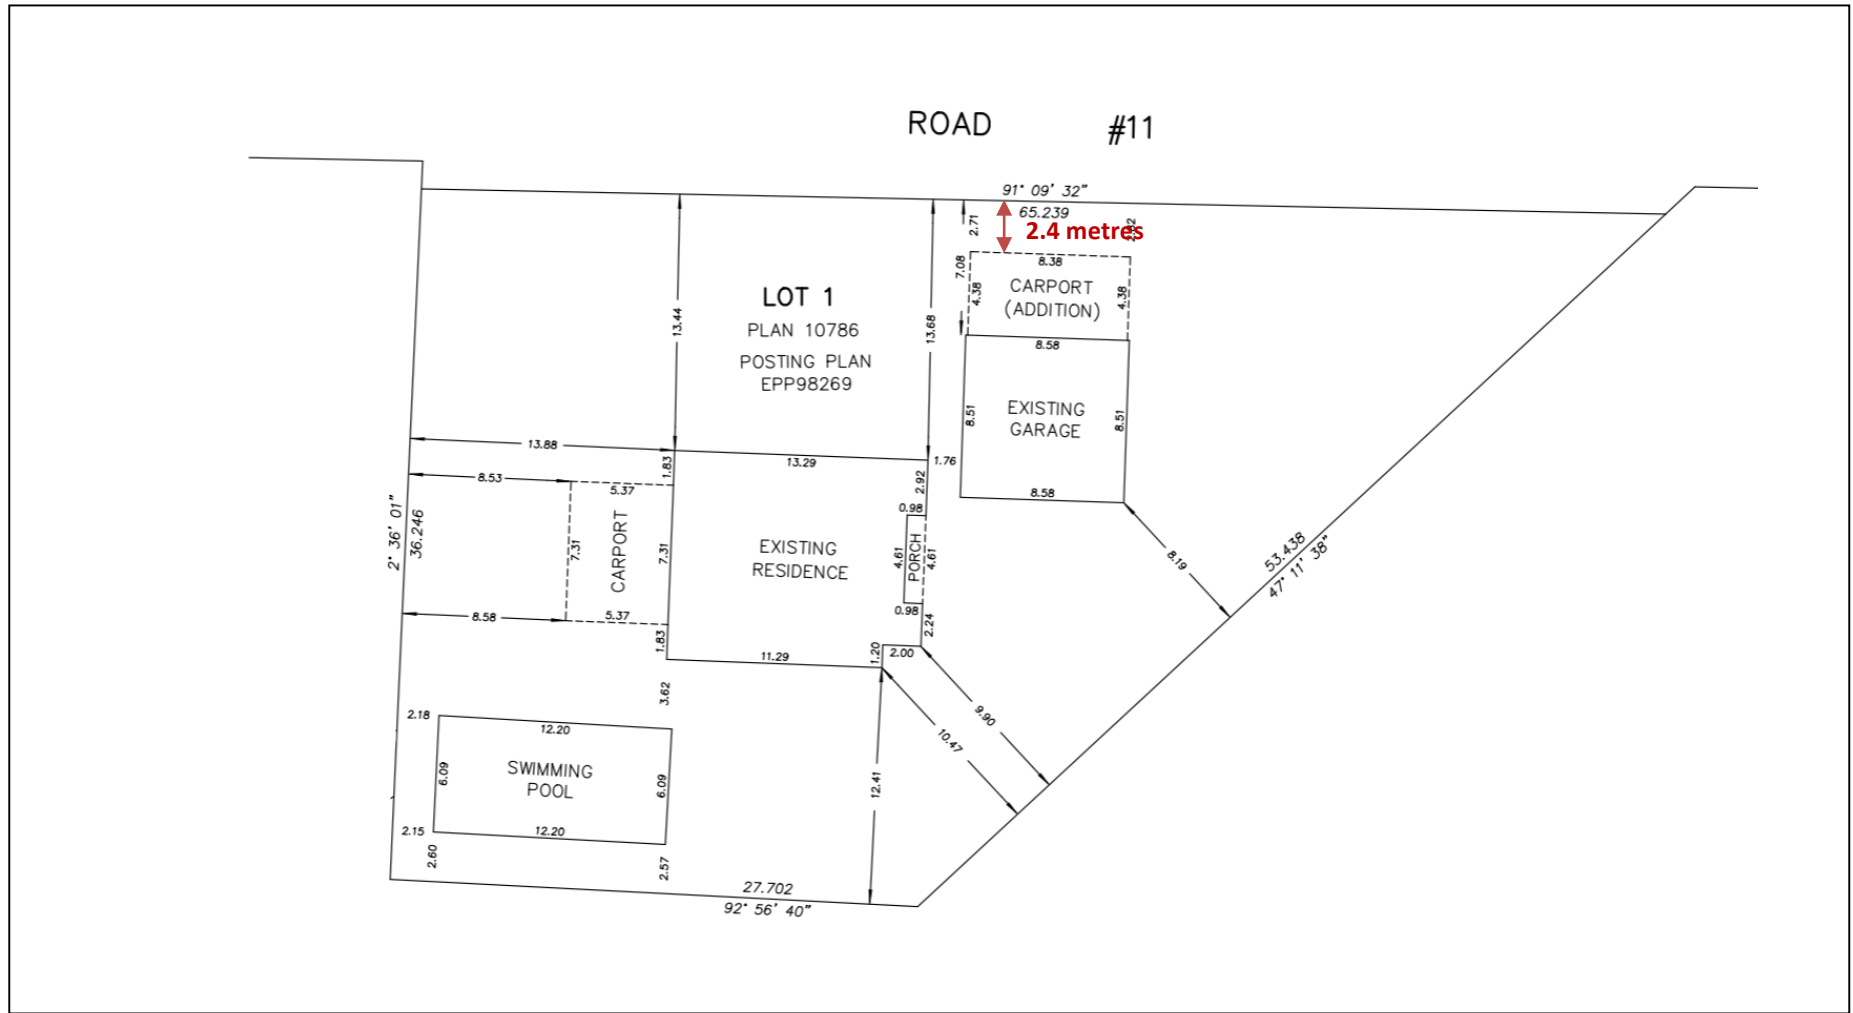 ROAD #11
91° 09' 32"
65.239
2.71
2.4 metres
7.08
8.38
CARPORT
(ADDITION)
4.38
4.38
LOT 1
PLAN 10786
POSTING PLAN
EPP98269
13.44
13.68
8.58
EXISTING
GARAGE
8.51
8.51
8.58
1.76
13.88
1.83
13.29
2.92
8.53
5.37
0.98
2° 36' 01"
36.246
7.31
CARPORT
7.31
EXISTING
RESIDENCE
4.61
PORCH
4.61
8.19
53.438
47° 11' 38"
8.58
5.37
0.98
2.24
1.83
11.29
1.20
2.00
3.62
9.90
10.47
2.18
12.20
SWIMMING
POOL
6.09
6.09
12.41
2.15
12.20
2.60
2.57
27.702
92° 56' 40"